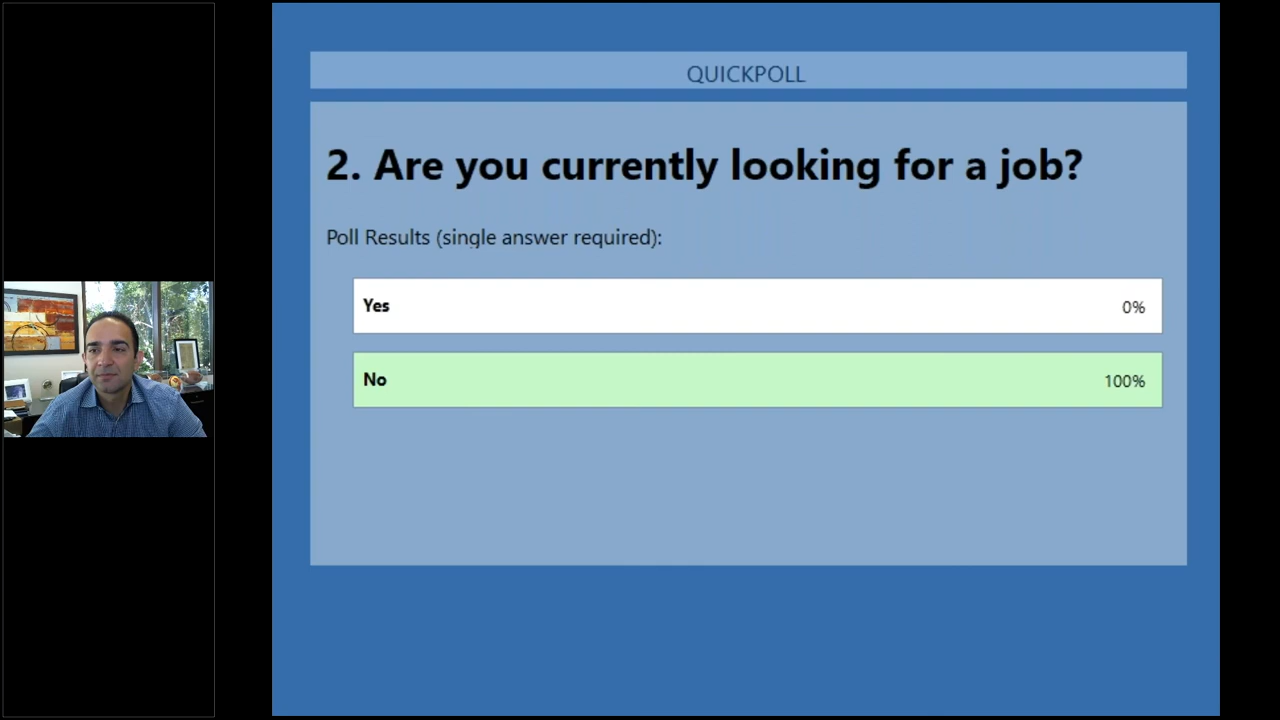 QUICKPOLL
2. Are you currently looking for a job?
Poll Results (single answer required):
Yes 0%
No 100%